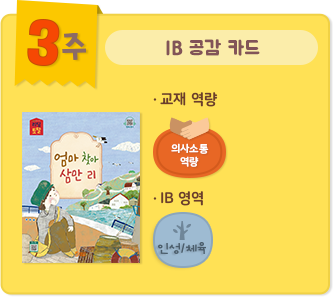 3주
IB 공감 카드
· 교재 역량
의사소통
역량
엄마 찾아
삼만 리
· IB 영역
인성/체육